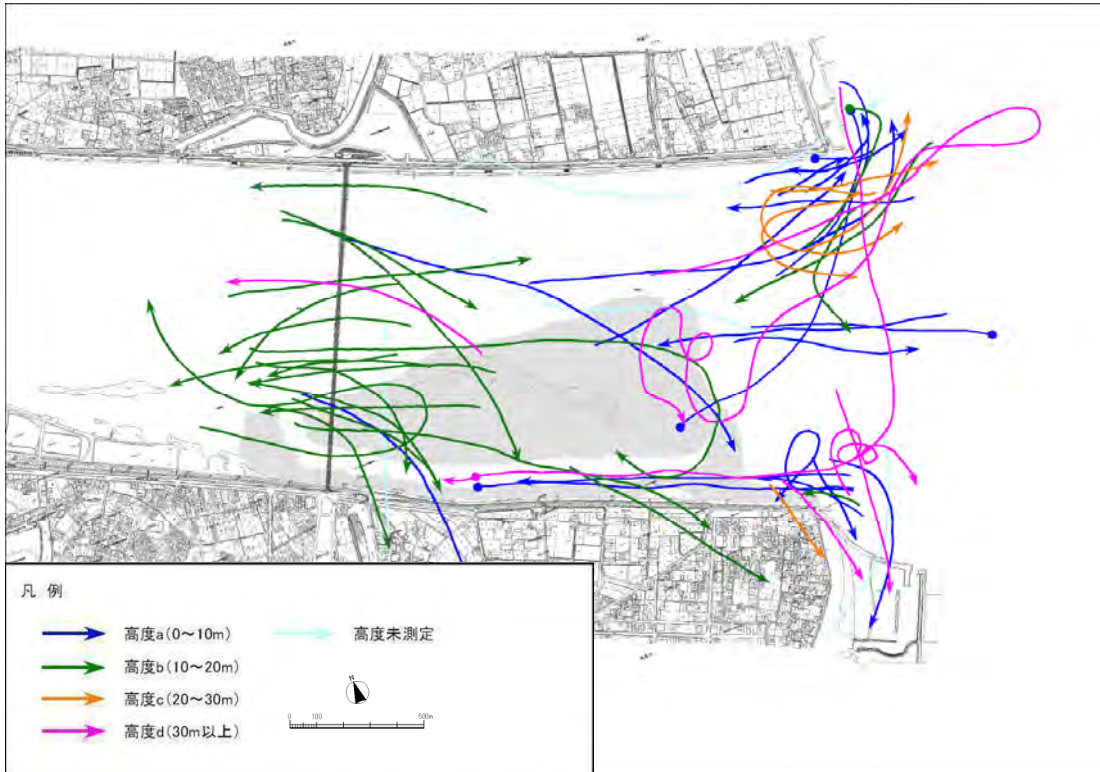 凡 例
高度a(0～10m)
高度未測定
高度b(10～20m)
高度c(20～30m)
高度d(30m以上)
N
0 100 500m